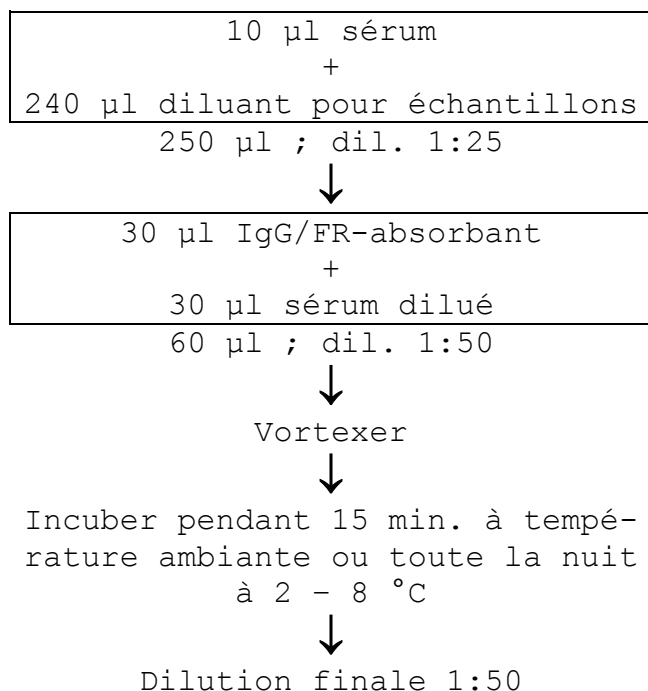 10 µl sérum
+
240 µl diluant pour échantillons
250 µl ; dil. 1:25
↓
30 µl IgG/FR-absorbant
+
30 µl sérum dilué
60 µl ; dil. 1:50
↓
Vortexer
↓
Incuber pendant 15 min. à tempé-
rature ambiante ou toute la nuit
à 2 – 8 °C
↓
Dilution finale 1:50